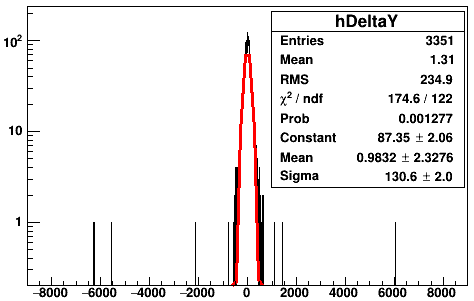 hDeltaY
Entries 3351
Mean 1.31
RMS 234.9
χ² / ndf 174.6 / 122
Prob 0.001277
Constant 87.35 ± 2.06
Mean 0.9832 ± 2.3276
Sigma 130.6 ± 2.0
10²
10
1
−8000 −6000 −4000 −2000 0 2000 4000 6000 8000